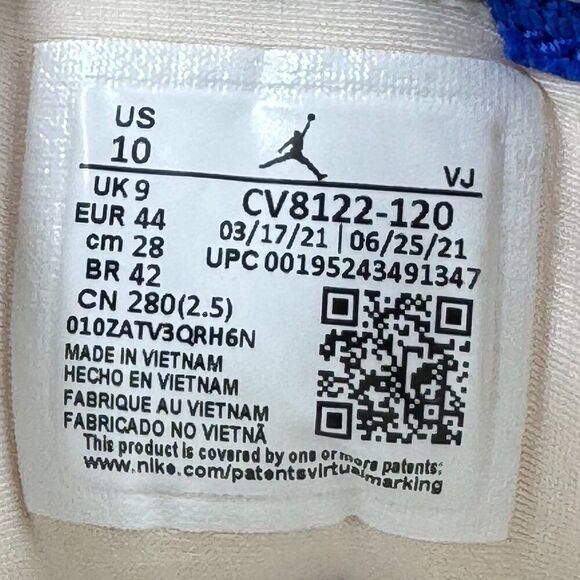 US
10
VJ
UK 9
EUR 44
cm 28
BR 42
CN 280(2.5)
CV8122-120
03/17/21 | 06/25/21
UPC 00195243491347
010ZATV3QRH6N
MADE IN VIETNAM
HECHO EN VIETNAM
FABRIQUE AU VIETNAM
FABRICADO NO VIETNÃ
This product is covered by one or more patents:
www.nike.com/patentsvirtualmarking